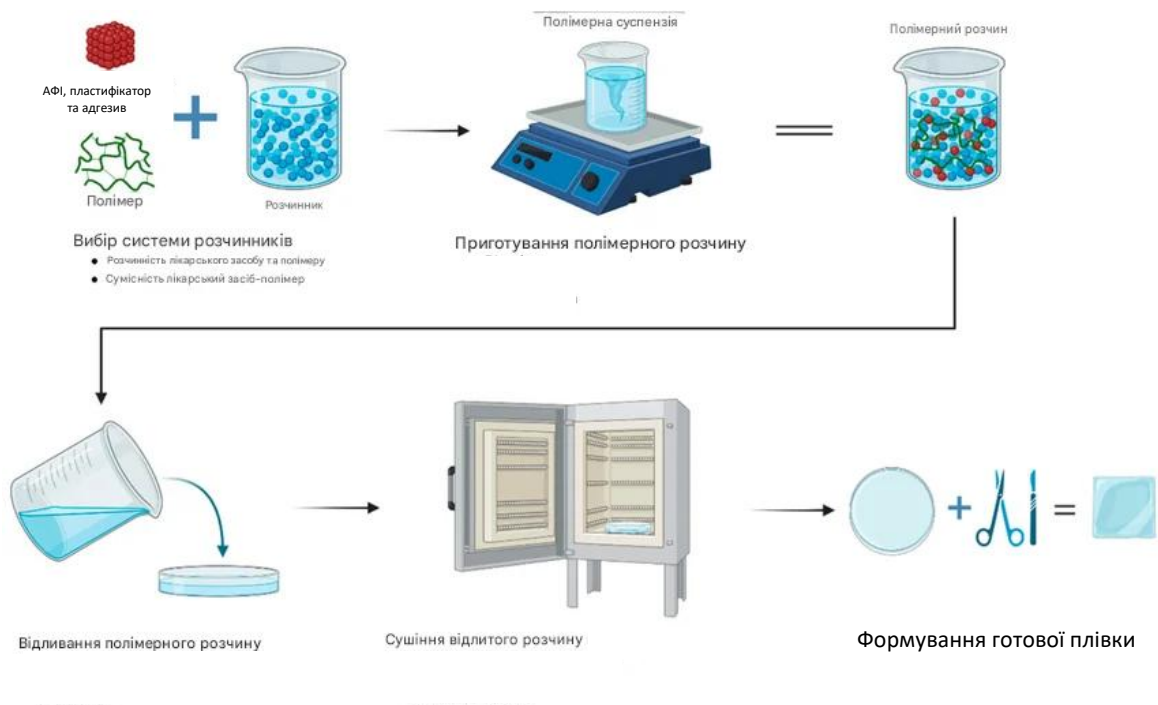 Полімерна суспензія
Полімерний розчин
АФІ, пластифікатор
та адгезив
Полімер
Розчинник
Вибір системи розчинників
● Розчинність лікарського засобу та полімеру
● Сумісність лікарський засіб-полімер
Приготування полімерного розчину
Відливання полімерного розчину
Сушіння відлитого розчину
Формування готової плівки